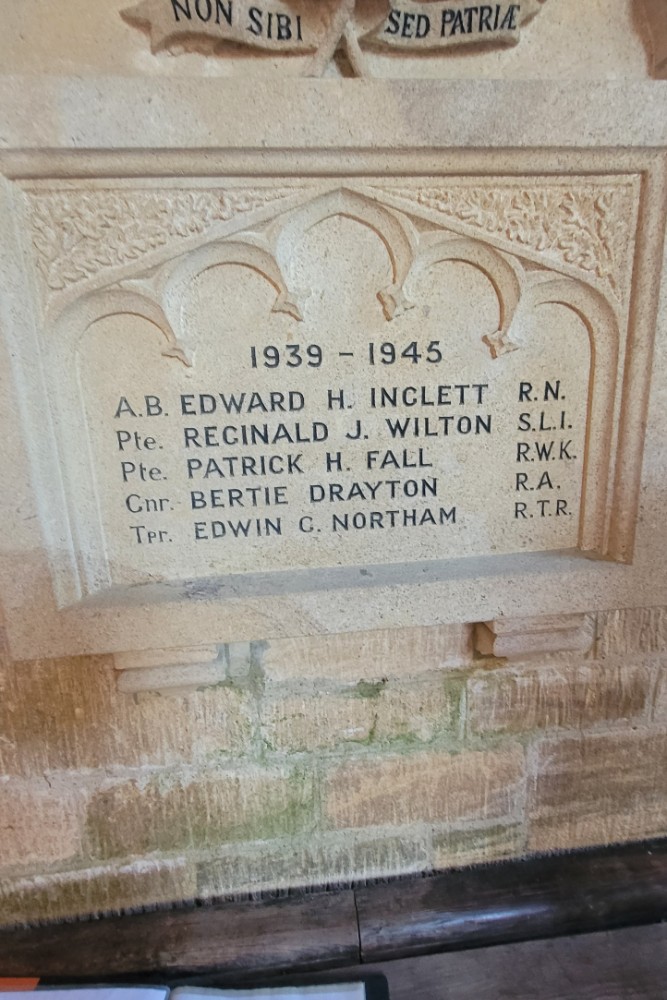 NON SIBI SED PATRIÆ
1939 - 1945
A.B. EDWARD H. INGLETT R.N.
Pte. REGINALD J. WILTON S.L.I.
Pte. PATRICK H. FALL R.W.K.
Gnr. BERTIE DRAYTON R.A.
Tpr. EDWIN G. NORTHAM R.T.R.